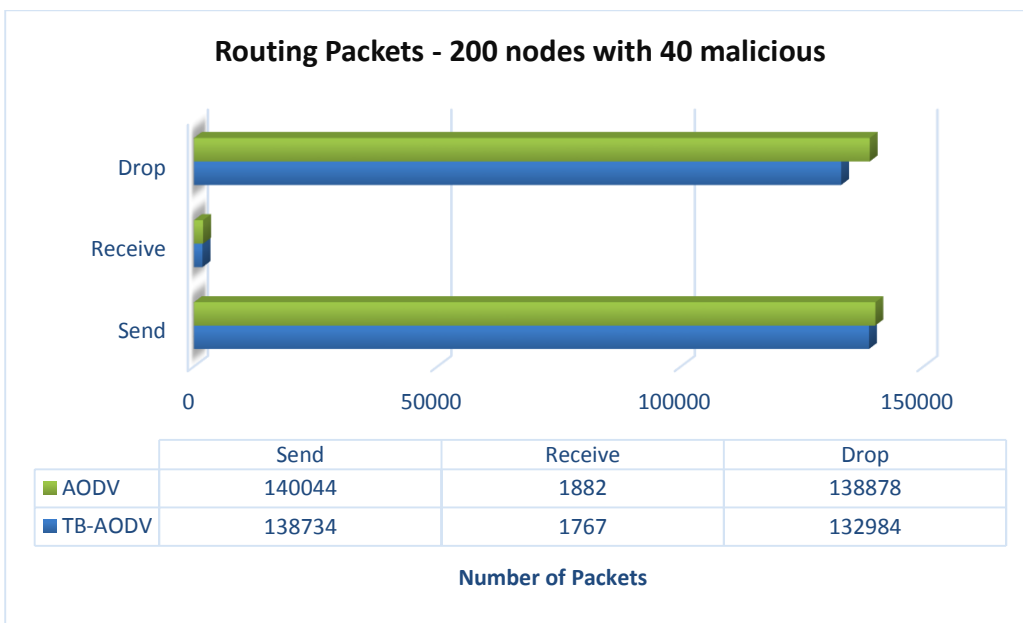 Routing Packets - 200 nodes with 40 malicious
Drop
Receive
Send
0 50000 100000 150000
Send Receive Drop
AODV 140044 1882 138878
TB-AODV 138734 1767 132984
Number of Packets